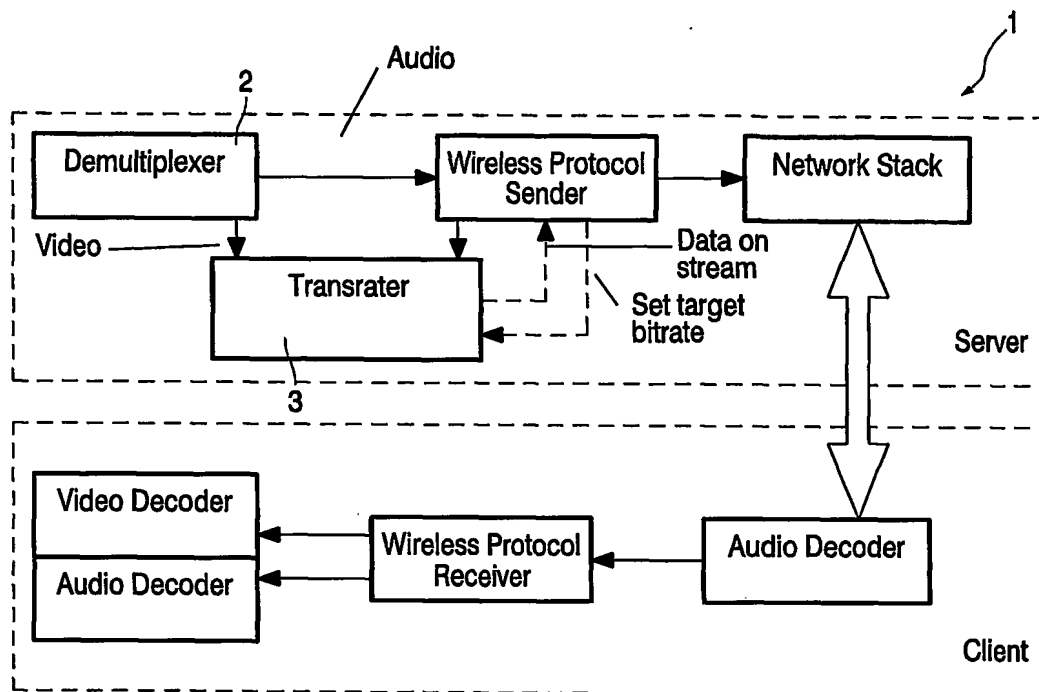 1
Audio
2
Demultiplexer
Wireless Protocol
Sender
Network Stack
Video
Data on
stream
Transrater
Set target
bitrate
Server
3
Video Decoder
Wireless Protocol
Receiver
Audio Decoder
Audio Decoder
Client